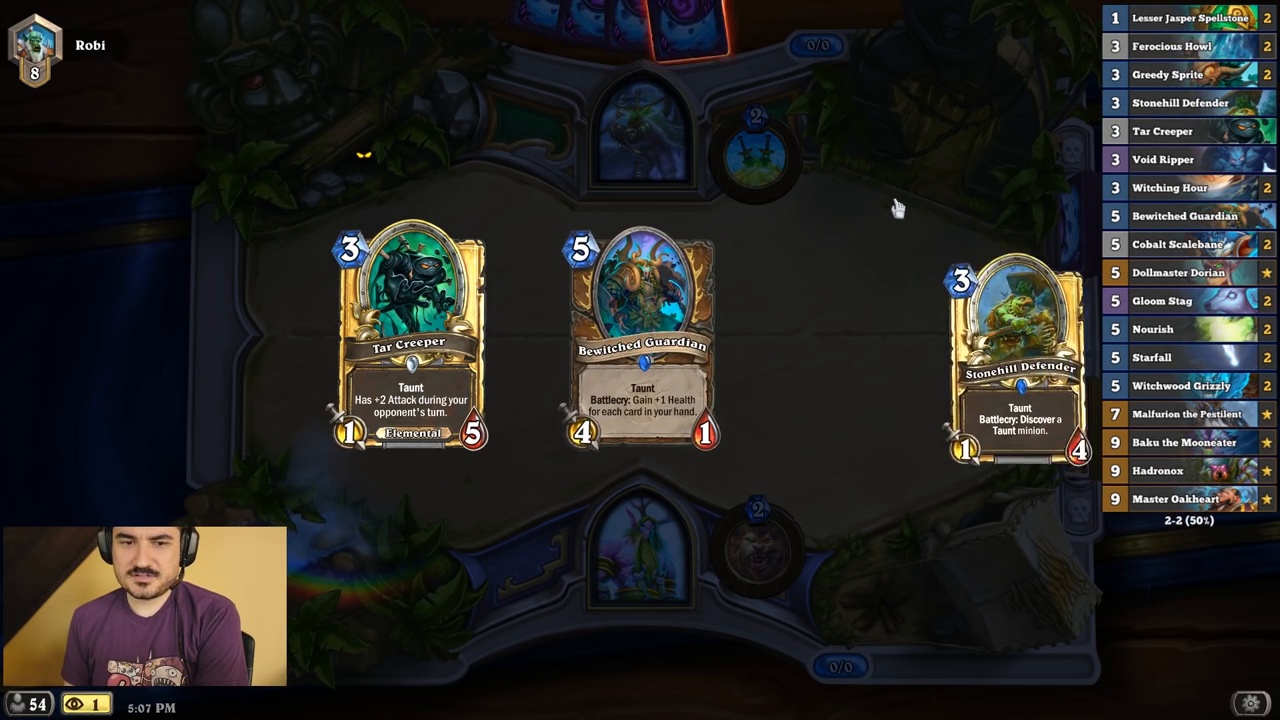 Robi
8
0/0
2
3
Tar Creeper
Taunt
Has +2 Attack during your
opponent's turn.
1
Elemental
5
5
Bewitched Guardian
Taunt
Battlecry: Gain +1 Health
for each card in your hand.
4
1
3
Stonehill Defender
Taunt
Battlecry: Discover a
Taunt minion.
1
4
2
0/0
1 Lesser Jasper Spellstone 2
3 Ferocious Howl 2
3 Greedy Sprite 2
3 Stonehill Defender
3 Tar Creeper
3 Void Ripper
3 Witching Hour 2
5 Bewitched Guardian
5 Cobalt Scalebane 2
5 Dollmaster Dorian
5 Gloom Stag 2
5 Nourish 2
5 Starfall 2
5 Witchwood Grizzly 2
7 Malfurion the Pestilent
9 Baku the Mooneater
9 Hadronox
9 Master Oakheart
2-2 (50%)
54
1
5:07 PM